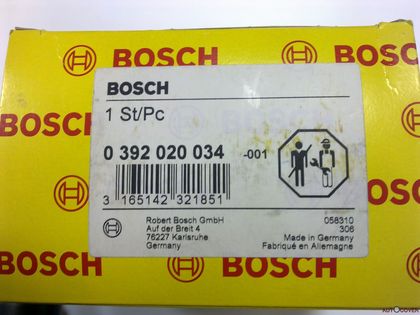 BOSCH
BOSCH
BOSCH
BOSCH
1 St/Pc
0 392 020 034 -001
3 165142 321851
Robert Bosch GmbH
Auf der Breit 4
76227 Karlsruhe
Germany
058310
306
Made in Germany
Fabriqué en Allemagne
BOSCH
AUTOCOVER